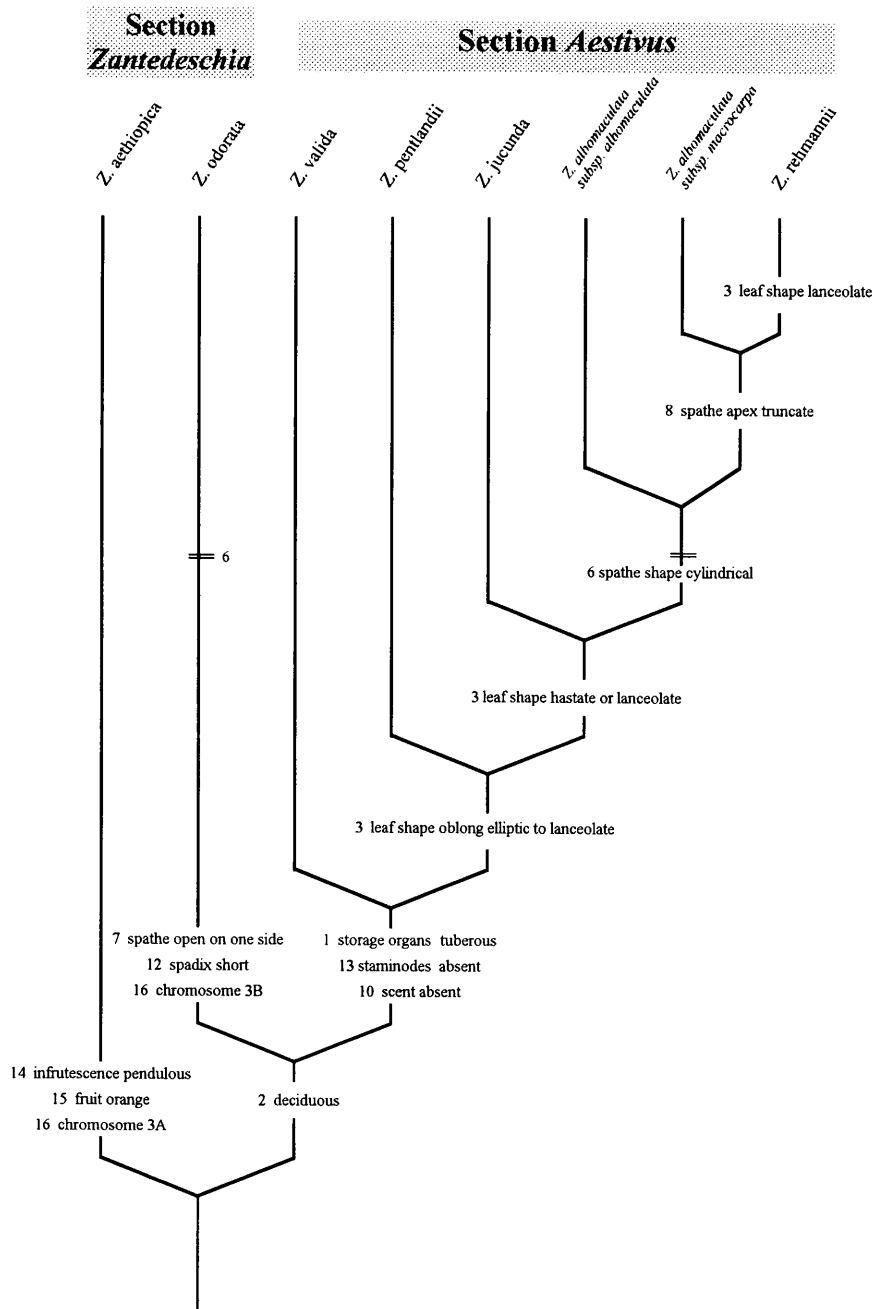 Section
Zantedeschia
Section Aestivus
Z. aethiopica
Z. odorata
Z. valida
Z. pentlandii
Z. jucunda
Z. albomaculata
subsp. albomaculata
Z. albomaculata
subsp. macrocarpa
Z. rehmannii
3 leaf shape lanceolate
8 spathe apex truncate
6
6 spathe shape cylindrical
3 leaf shape hastate or lanceolate
3 leaf shape oblong elliptic to lanceolate
7 spathe open on one side
12 spadix short
16 chromosome 3B
1 storage organs tuberous
13 staminodes absent
10 scent absent
14 infrutescence pendulous
15 fruit orange
16 chromosome 3A
2 deciduous